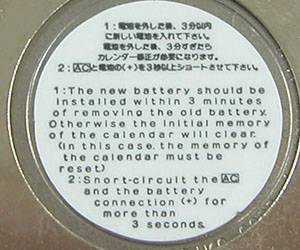 1:電池を外した後、3分以内
に新しい電池を入れて下さい。
電池を外した後、3分すぎたら
カレンダー修正が必要になります。
2:ACと電池の(+)を3秒以上ショートさせて下さい。
1:The new battery should be
installed within 3 minutes
of removing the old battery.
Otherwise the initial memory
of the calendar will clear.
(in this case, the memory of
the calendar must be
reset)
2:Snort-circuit the AC
and the battery
connection (+) for
more than
3 seconds.